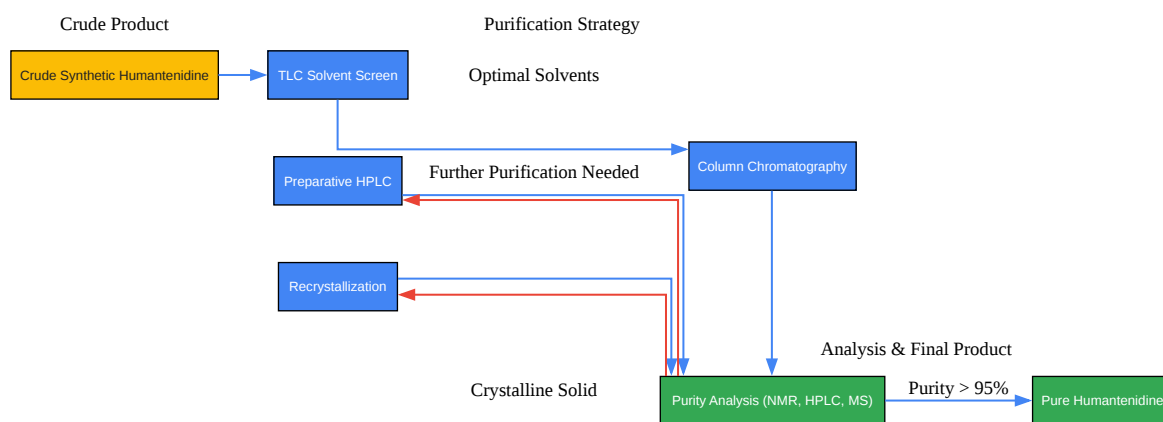 Crude Product
Purification Strategy
Crude Synthetic Humantenidine
TLC Solvent Screen
Optimal Solvents
Column Chromatography
Preparative HPLC
Further Purification Needed
Recrystallization
Analysis & Final Product
Crystalline Solid
Purity Analysis (NMR, HPLC, MS)
Purity > 95%
Pure Humantenidine